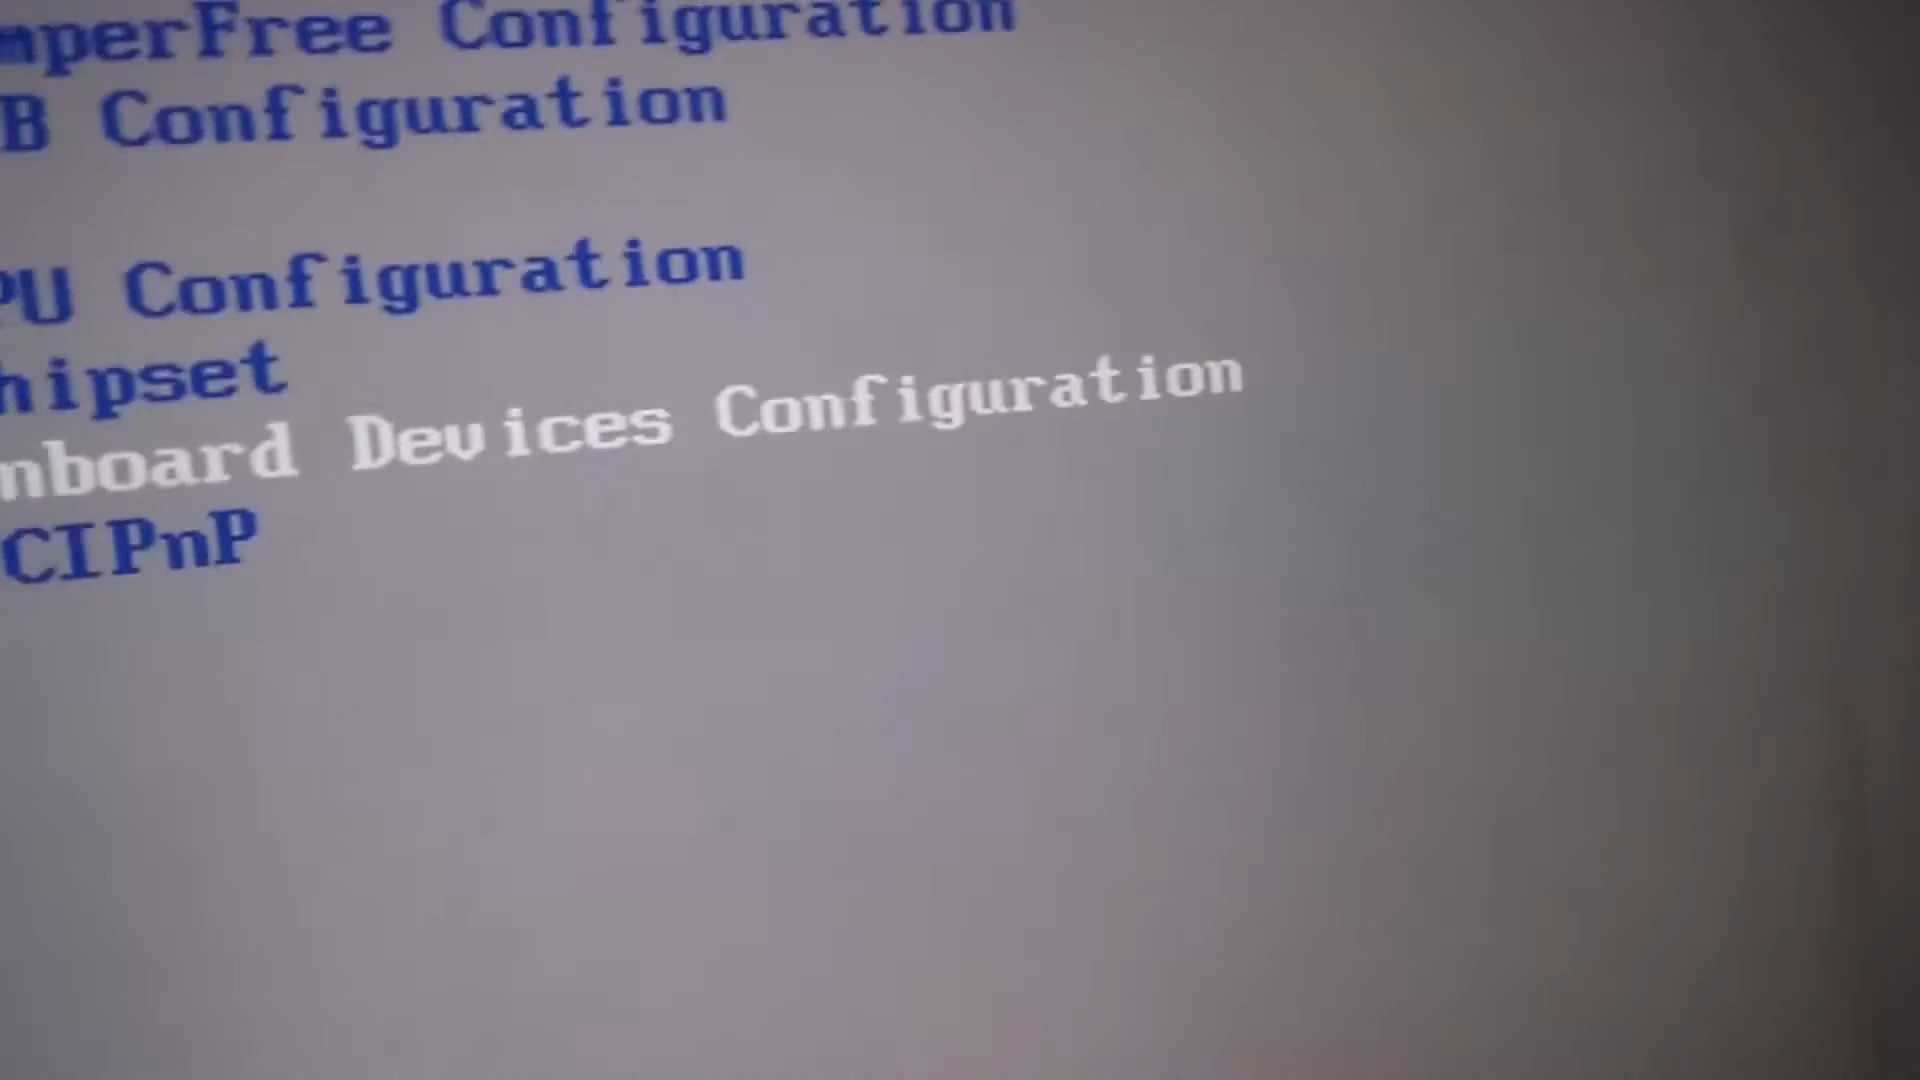 mperFree Configuration
B Configuration
PU Configuration
hipset
nboard Devices Configuration
CIPnP